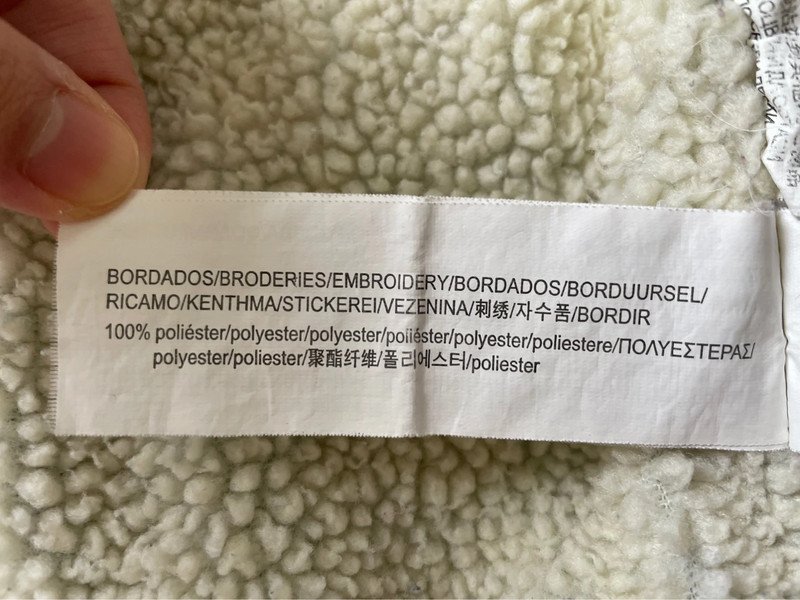 BORDADOS/BRODERIES/EMBROIDERY/BORDADOS/BORDUURSEL/
RICAMO/KENTHMA/STICKEREI/VEZENINA/刺绣/자수폼/BORDIR
100% poliéster/polyester/polyester/poliéster/polyester/poliestere/ΠΟΛΥΕΣΤΕΡΑΣ/
polyester/poliester/聚酯纤维/폴리에스터/poliester